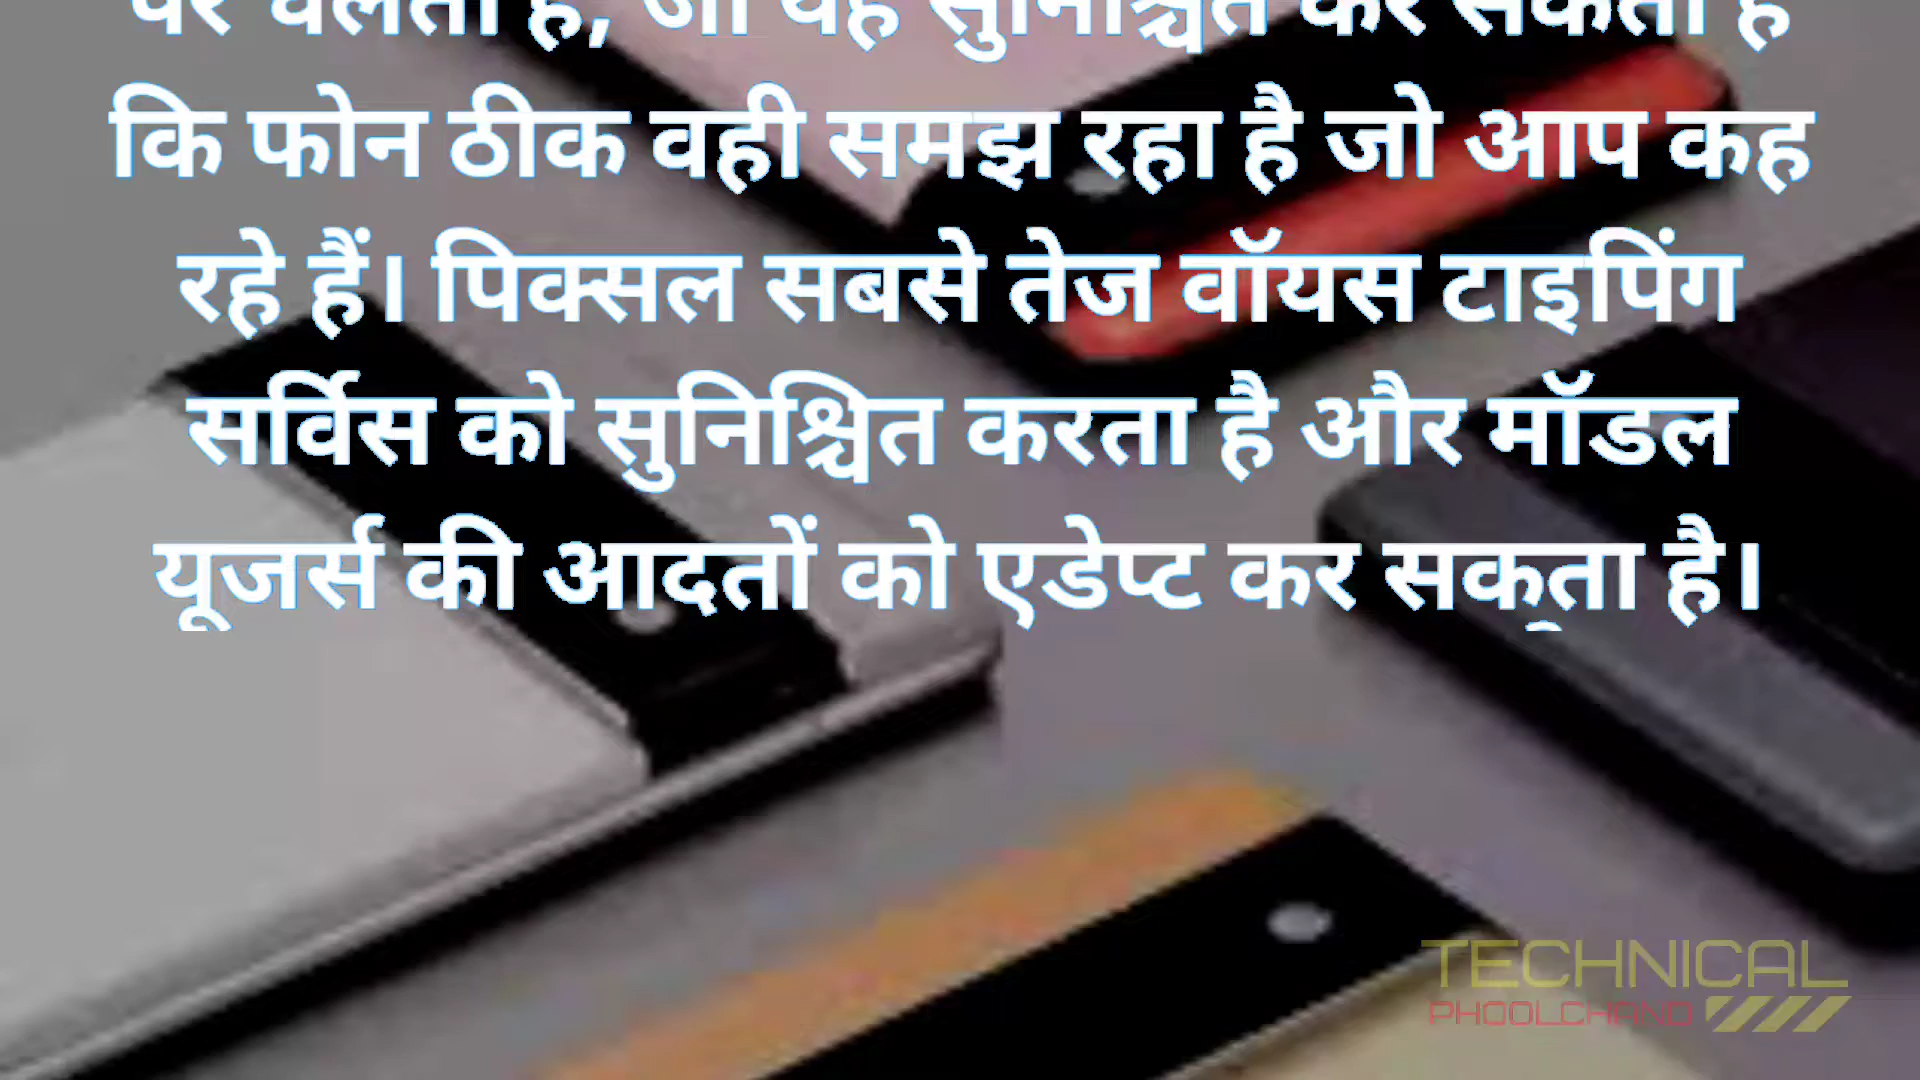 पर चलता है, जो यह सुनिश्चित कर सकता है
कि फोन ठीक वही समझ रहा है जो आप कह
रहे हैं। पिक्सल सबसे तेज वॉयस टाइपिंग
सर्विस को सुनिश्चित करता है और मॉडल
यूजर्स की आदतों को एडेप्ट कर सकता है।
TECHNICAL
PHOOLCHAND